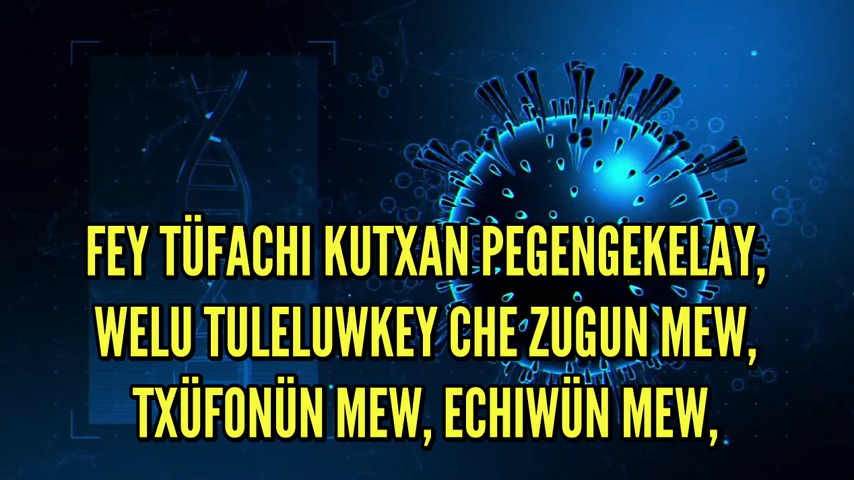 FEY TÜFACHI KUTXAN PEGENGEKELAY,
WELU TULELUWKEY CHE ZUGUN MEW,
TXÜFONÜN MEW, ECHIWÜN MEW,